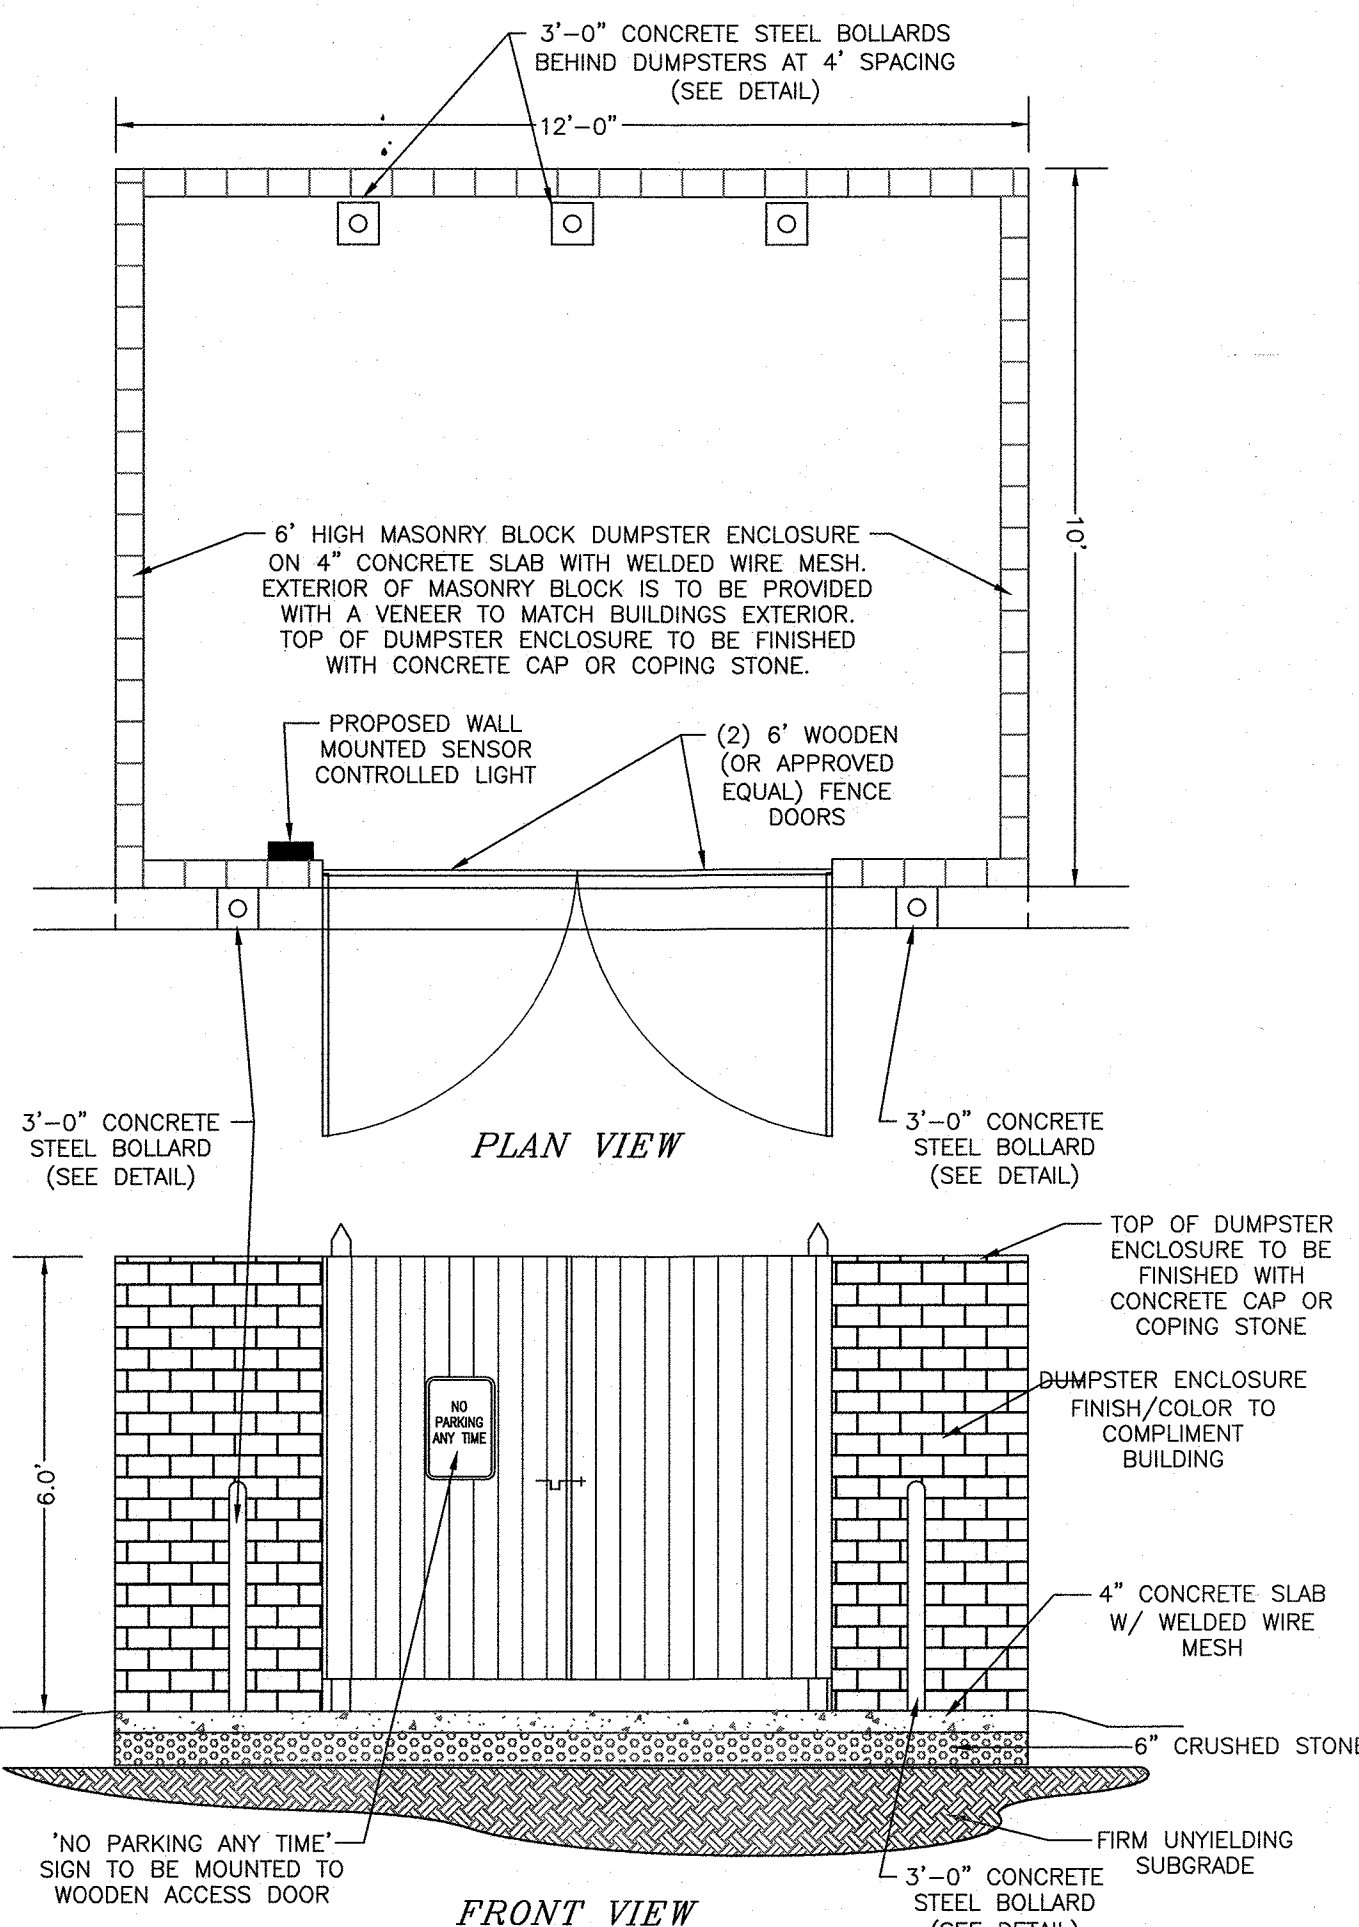 3'-0" CONCRETE STEEL BOLLARDS
BEHIND DUMPSTERS AT 4' SPACING
(SEE DETAIL)
12'-0"
10'
6' HIGH MASONRY BLOCK DUMPSTER ENCLOSURE
ON 4" CONCRETE SLAB WITH WELDED WIRE MESH.
EXTERIOR OF MASONRY BLOCK IS TO BE PROVIDED
WITH A VENEER TO MATCH BUILDINGS EXTERIOR.
TOP OF DUMPSTER ENCLOSURE TO BE FINISHED
WITH CONCRETE CAP OR COPING STONE.
PROPOSED WALL
MOUNTED SENSOR
CONTROLLED LIGHT
(2) 6' WOODEN
(OR APPROVED
EQUAL) FENCE
DOORS
3'-0" CONCRETE
STEEL BOLLARD
(SEE DETAIL)
PLAN VIEW
3'-0" CONCRETE
STEEL BOLLARD
(SEE DETAIL)
TOP OF DUMPSTER
ENCLOSURE TO BE
FINISHED WITH
CONCRETE CAP OR
COPING STONE
DUMPSTER ENCLOSURE
FINISH/COLOR TO
COMPLIMENT
BUILDING
NO
PARKING
ANY TIME
6.0'
4" CONCRETE SLAB
W/ WELDED WIRE
MESH
6" CRUSHED STONE
FIRM UNYIELDING
SUBGRADE
'NO PARKING ANY TIME'
SIGN TO BE MOUNTED TO
WOODEN ACCESS DOOR
3'-0" CONCRETE
STEEL BOLLARD
(SEE DETAIL)
FRONT VIEW